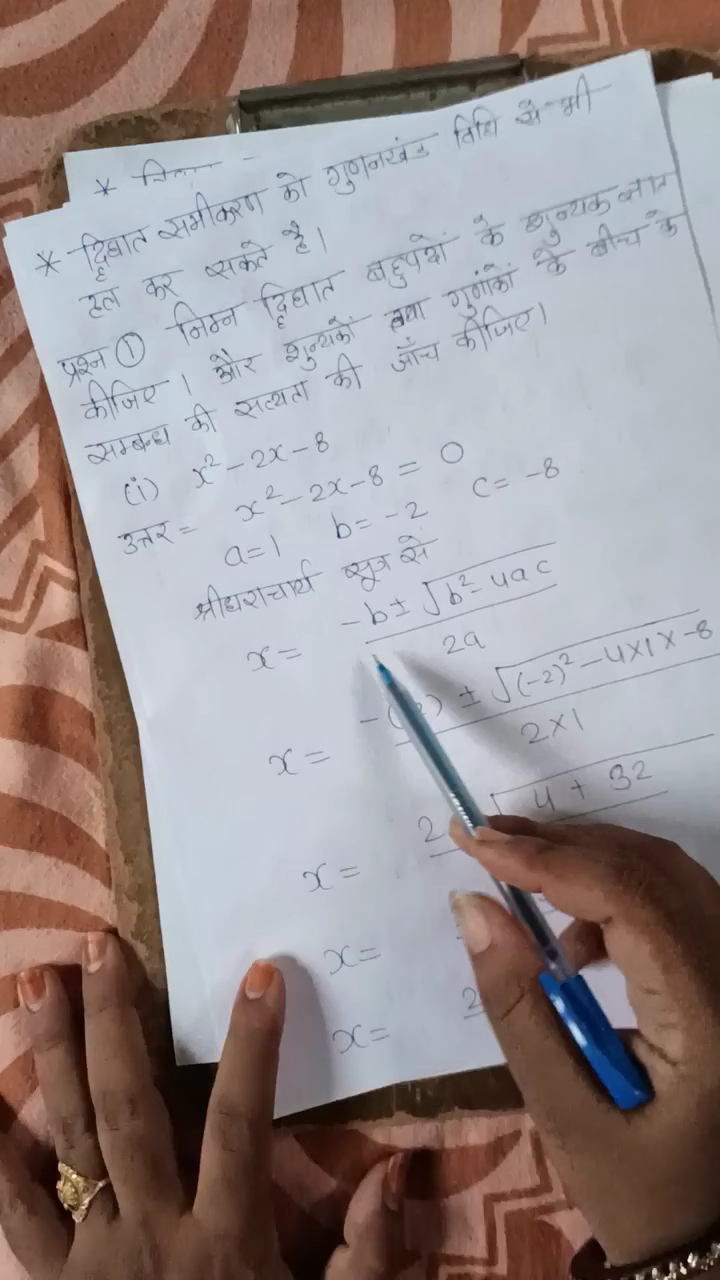 *
* द्विघात समीकरण को गुणनखंड विधि से भी
हल कर सकते है।
प्रश्न ① निम्न द्विघात बहुपदों के शुन्यक ज्ञात
कीजिए। और शुन्यकों तथा गुणांकों के बीच के
सम्बन्ध की सत्यता की जाँच कीजिए।
(i) x² - 2x - 8
उत्तर = x² - 2x - 8 = 0
a = 1 b = -2 c = -8
श्रीधराचार्य सूत्र से
x = -b ± √b² - 4ac / 2a
x = -( ) ± √(-2)² - 4×1×-8 / 2×1
x = 2 √4 + 32
x =
x = 2